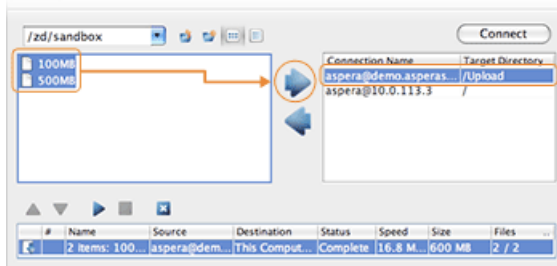 /zd/sandbox
Connect
100MB
500MB
Connection Name Target Directory
aspera@demo.asperas... /Upload
aspera@10.0.113.3 /
# Name Source Destination Status Speed Size Files ..
2 items: 100... aspera@dem... This Comput... Complete 16.8 M... 600 MB 2 / 2